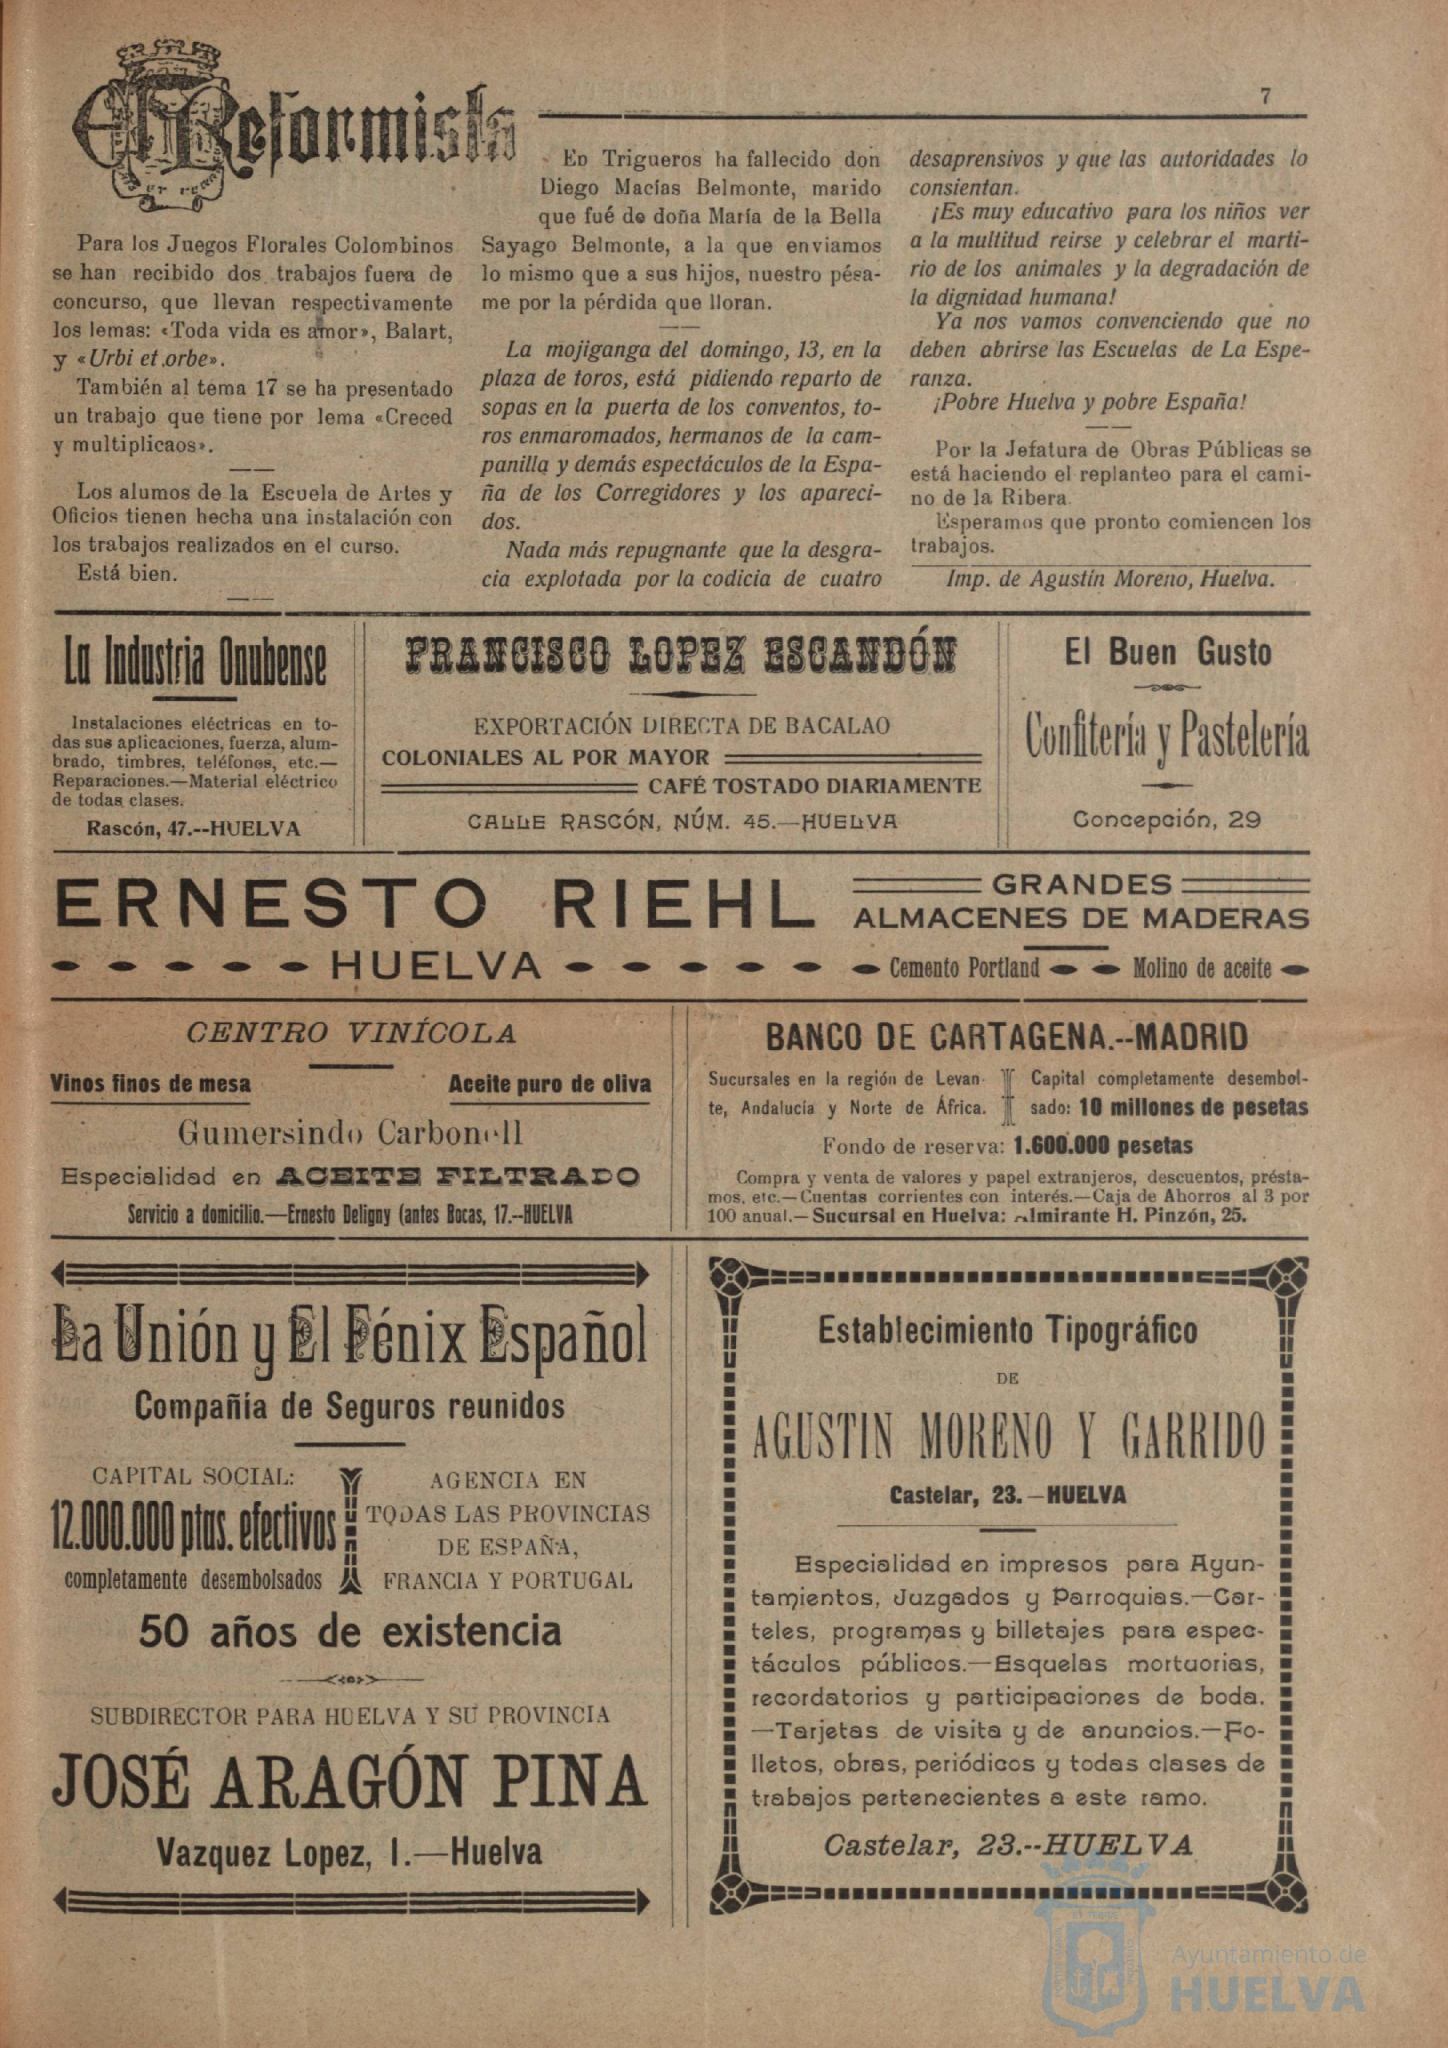 El Reformista
7
Para los Juegos Florales Colombinos
se han recibido dos trabajos fuera de
concurso, que llevan respectivamente
los lemas: «Toda vida es amor», Balart,
y «Urbi et orbe».
También al tema 17 se ha presentado
un trabajo que tiene por lema «Creced
y multiplicaos».
Los alumos de la Escuela de Artes y
Oficios tienen hecha una instalación con
los trabajos realizados en el curso.
Está bien.
En Trigueros ha fallecido don
Diego Macías Belmonte, marido
que fué de doña María de la Bella
Sayago Belmonte, a la que enviamos
lo mismo que a sus hijos, nuestro pésa-
me por la pérdida que lloran.
La mojiganga del domingo, 13, en la
plaza de toros, está pidiendo reparto de
sopas en la puerta de los conventos, to-
ros enmaromados, hermanos de la cam-
panilla y demás espectáculos de la Espa-
ña de los Corregidores y los apareci-
dos.
Nada más repugnante que la desgra-
cia explotada por la codicia de cuatro
desaprensivos y que las autoridades lo
consientan.
¡Es muy educativo para los niños ver
a la multitud reirse y celebrar el marti-
rio de los animales y la degradación de
la dignidad humana!
Ya nos vamos convenciendo que no
deben abrirse las Escuelas de La Espe-
ranza.
¡Pobre Huelva y pobre España!
Por la Jefatura de Obras Públicas se
está haciendo el replanteo para el cami-
no de la Ribera.
Esperamos que pronto comiencen los
trabajos.
Imp. de Agustín Moreno, Huelva.
La Industria Onubense
Instalaciones eléctricas en to-
das sus aplicaciones, fuerza, alum-
brado, timbres, teléfonos, etc.—
Reparaciones.—Material eléctrico
de todas clases.
Rascón, 47.--HUELVA
FRANCISCO LOPEZ ESCANDÓN
EXPORTACIÓN DIRECTA DE BACALAO
COLONIALES AL POR MAYOR
CAFÉ TOSTADO DIARIAMENTE
CALLE RASCÓN, NÚM. 45.—HUELVA
El Buen Gusto
Confitería y Pastelería
Concepción, 29
ERNESTO RIEHL
HUELVA
GRANDES
ALMACENES DE MADERAS
Cemento Portland
Molino de aceite
CENTRO VINÍCOLA
Vinos finos de mesa
Aceite puro de oliva
Gumersindo Carbonell
Especialidad en ACEITE FILTRADO
Servicio a domicilio.—Ernesto Deligny (antes Bocas, 17.--HUELVA
BANCO DE CARTAGENA.--MADRID
Sucursales en la región de Levan-
te, Andalucía y Norte de África.
Capital completamente desembol-
sado: 10 millones de pesetas
Fondo de reserva: 1.600.000 pesetas
Compra y venta de valores y papel extranjeros, descuentos, présta-
mos, etc.—Cuentas corrientes con interés.—Caja de Ahorros al 3 por
100 anual.—Sucursal en Huelva: Almirante H. Pinzón, 25.
La Unión y El Fénix Español
Compañia de Seguros reunidos
CAPITAL SOCIAL:
12.000.000 ptas. efectivos
completamente desembolsados
AGENCIA EN
TODAS LAS PROVINCIAS
DE ESPAÑA,
FRANCIA Y PORTUGAL
50 años de existencia
SUBDIRECTOR PARA HUELVA Y SU PROVINCIA
JOSÉ ARAGÓN PINA
Vazquez Lopez, 1.—Huelva
Establecimiento Tipográfico
DE
AGUSTIN MORENO Y GARRIDO
Castelar, 23.—HUELVA
Especialidad en impresos para Ayun-
tamientos, Juzgados y Parroquias.—Car-
teles, programas y billetajes para espec-
táculos públicos.—Esquelas mortuorias,
recordatorios y participaciones de boda.
—Tarjetas de visita y de anuncios.—Fo-
lletos, obras, periódicos y todas clases de
trabajos pertenecientes a este ramo.
Castelar, 23.--HUELVA
Ayuntamiento de
HUELVA